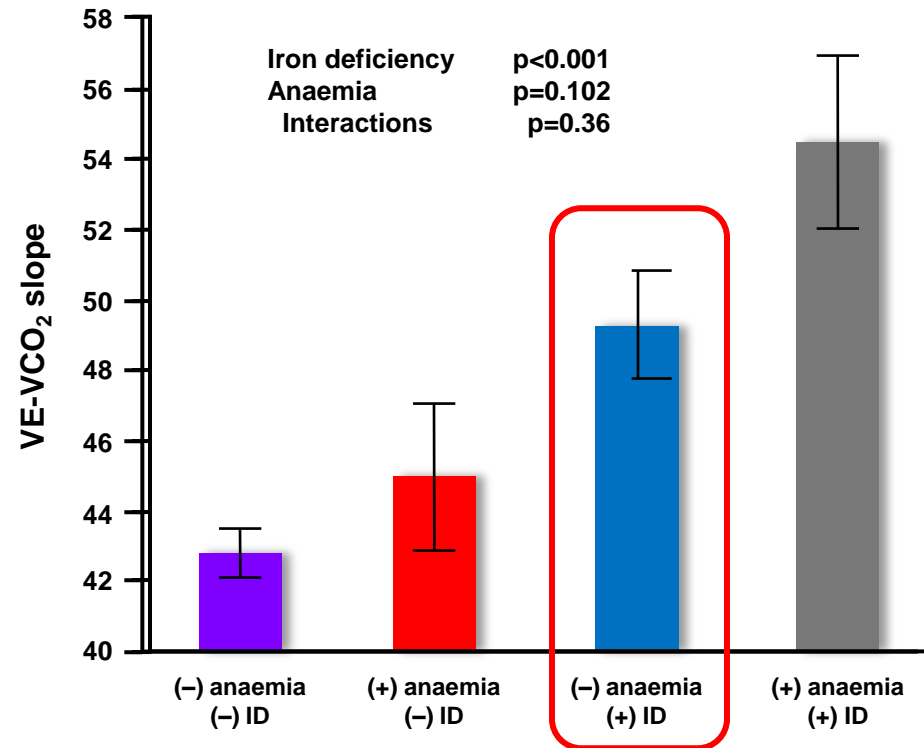 58
56
54
52
50
48
46
44
42
40
VE-VCO₂ slope
Iron deficiency p<0.001
Anaemia p=0.102
Interactions p=0.36
(–) anaemia
(–) ID
(+) anaemia
(–) ID
(–) anaemia
(+) ID
(+) anaemia
(+) ID